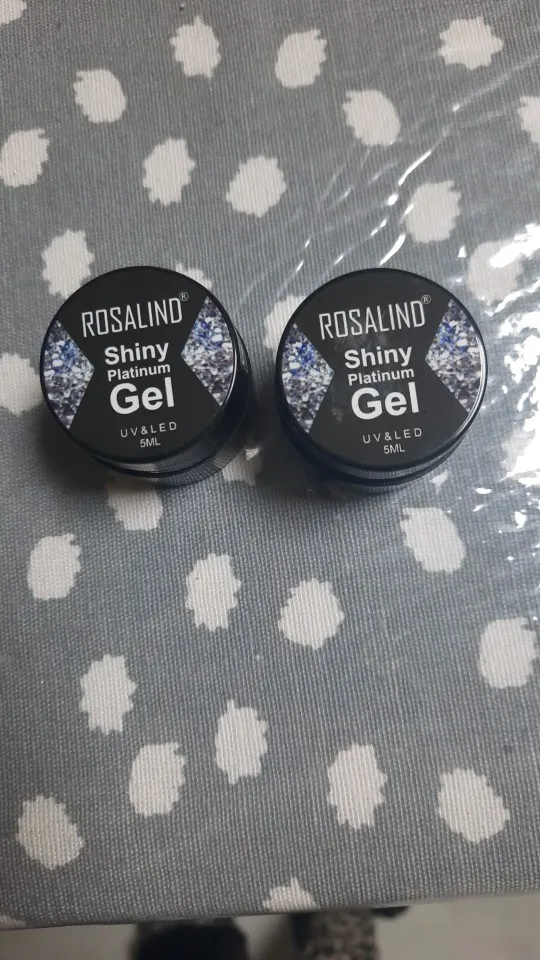 ROSALIND®
Shiny
Platinum
Gel
UV&LED
5ML
ROSALIND®
Shiny
Platinum
Gel
UV&LED
5ML